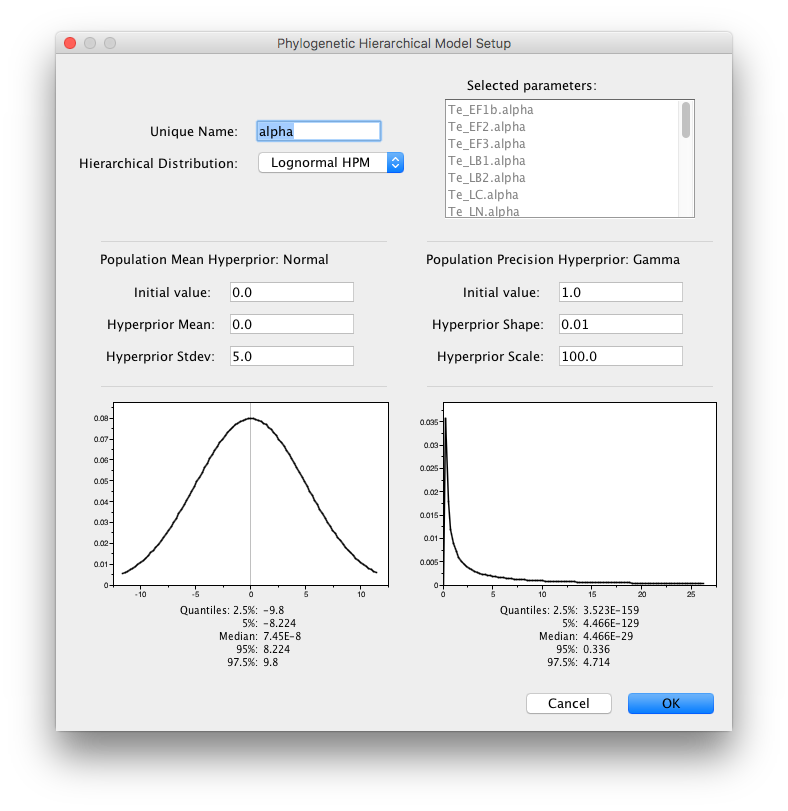 Phylogenetic Hierarchical Model Setup
Selected parameters:
Unique Name: alpha
Hierarchical Distribution: Lognormal HPM
Te_EF1b.alpha
Te_EF2.alpha
Te_EF3.alpha
Te_LB1.alpha
Te_LB2.alpha
Te_LC.alpha
Te_LN.alpha
Population Mean Hyperprior: Normal
Initial value: 0.0
Hyperprior Mean: 0.0
Hyperprior Stdev: 5.0
Population Precision Hyperprior: Gamma
Initial value: 1.0
Hyperprior Shape: 0.01
Hyperprior Scale: 100.0
0.08
0.07
0.06
0.05
0.04
0.03
0.02
0.01
0
-10 -5 0 5 10
Quantiles: 2.5%: -9.8
5%: -8.224
Median: 7.45E-8
95%: 8.224
97.5%: 9.8
0.035
0.03
0.025
0.02
0.015
0.01
0.005
0
0 5 10 15 20 25
Quantiles: 2.5%: 3.523E-159
5%: 4.466E-129
Median: 4.466E-29
95%: 0.336
97.5%: 4.714
Cancel OK